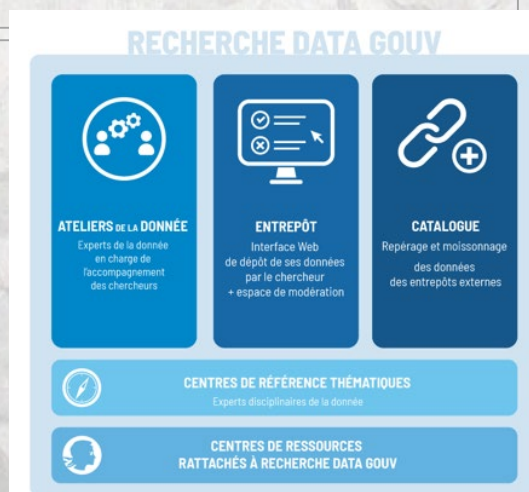 RECHERCHE DATA GOUV
ATELIERS DE LA DONNÉE
Experts de la donnée
en charge de
l'accompagnement
des chercheurs
ENTREPÔT
Interface Web
de dépôt de ses données
par le chercheur
+ espace de modération
CATALOGUE
Repérage et moissonnage
des données
des entrepôts externes
CENTRES DE RÉFÉRENCE THÉMATIQUES
Experts disciplinaires de la donnée
CENTRES DE RESSOURCES
RATTACHÉS À RECHERCHE DATA GOUV